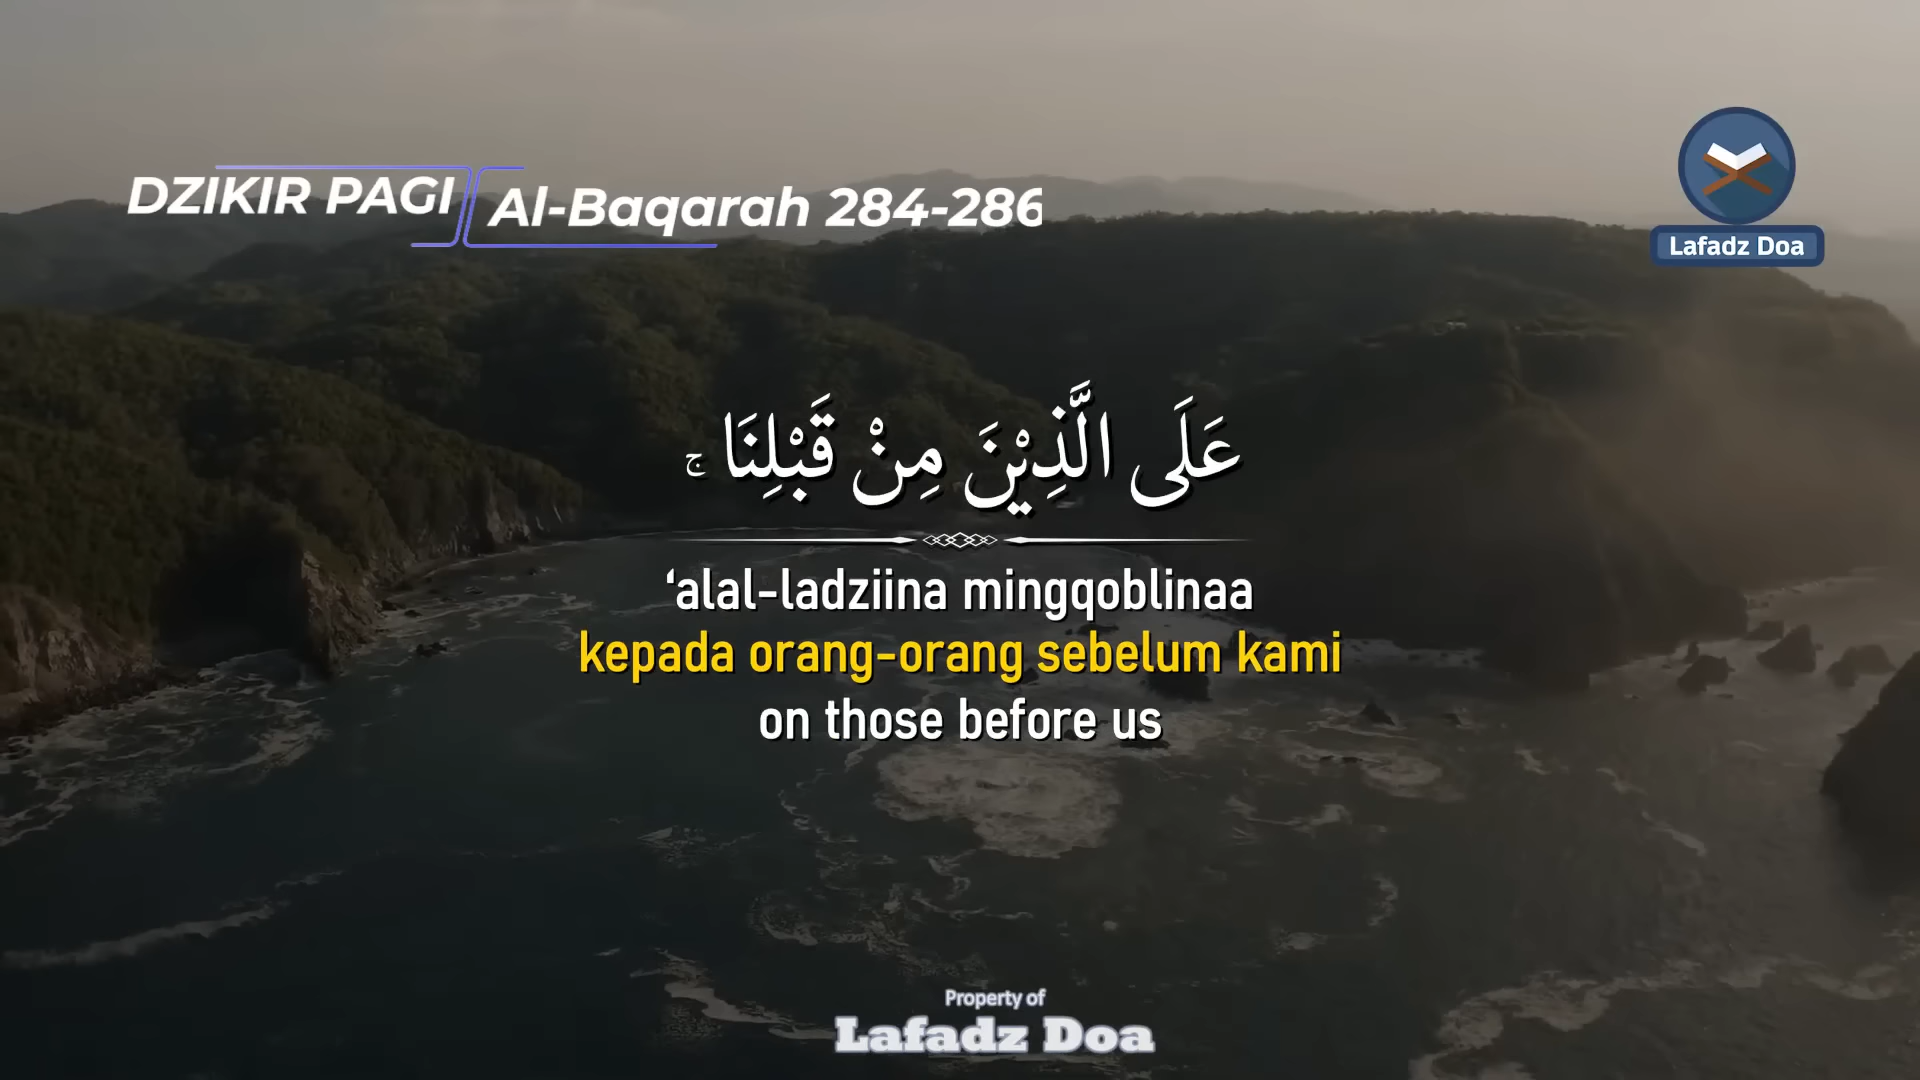 DZIKIR PAGI
Al-Baqarah 284-286
Lafadz Doa
عَلَى الَّذِيْنَ مِنْ قَبْلِنَا ۚ
‘alal-ladziina mingqoblinaa
kepada orang-orang sebelum kami
on those before us
Property of
Lafadz Doa